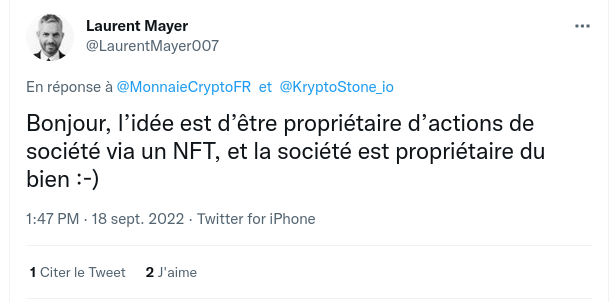 Laurent Mayer
@LaurentMayer007
En réponse à @MonnaieCryptoFR et @KryptoStone_io
Bonjour, l’idée est d’être propriétaire d’actions de
société via un NFT, et la société est propriétaire du
bien :-)
1:47 PM · 18 sept. 2022 · Twitter for iPhone
1 Citer le Tweet 2 J'aime